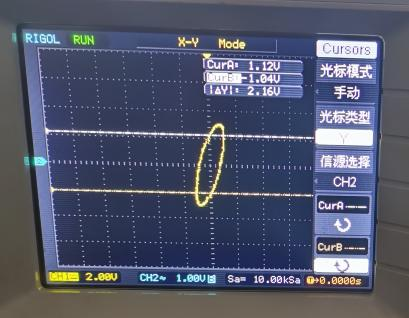 RIGOL RUN X-Y Mode
Cursors
CurA= 1.12V
CurB=-1.04V
|ΔY|= 2.16V
光标模式
手动
光标类型
Y
信源选择
CH2
CurA
CurB
CH1= 2.00V CH2~ 1.00V Sa= 10.00kSa 0.0000s